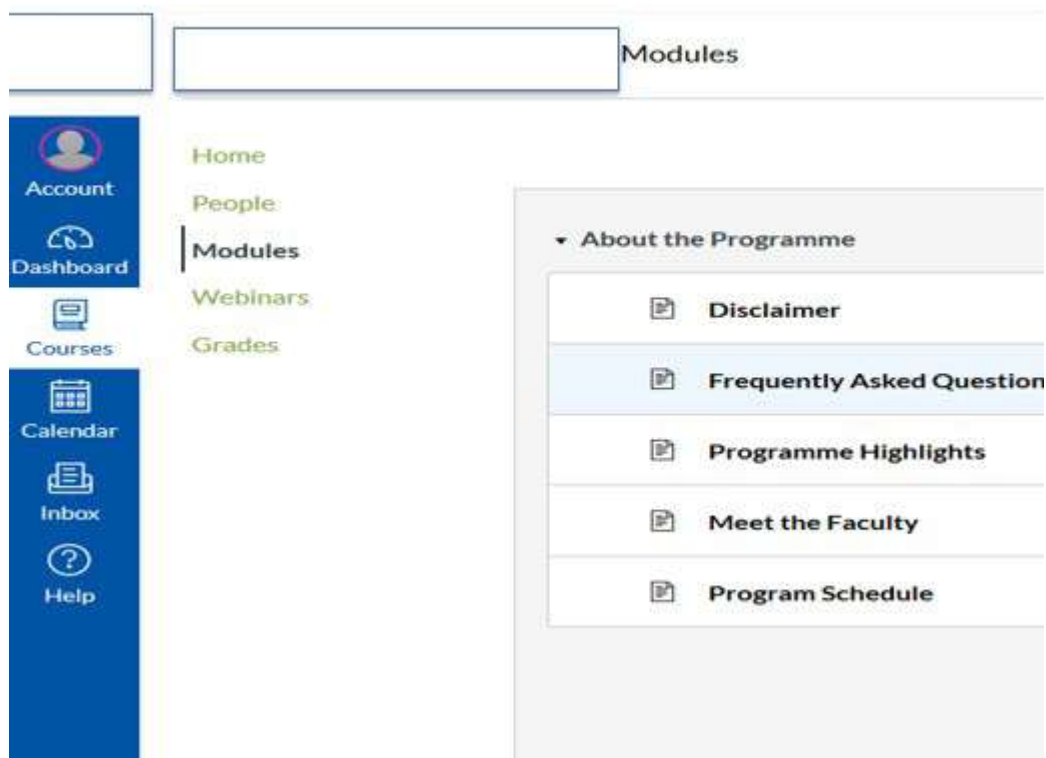 Modules
Account
Dashboard
Courses
Calendar
Inbox
Help
Home
People
Modules
Webinars
Grades
About the Programme
Disclaimer
Frequently Asked Question
Programme Highlights
Meet the Faculty
Program Schedule